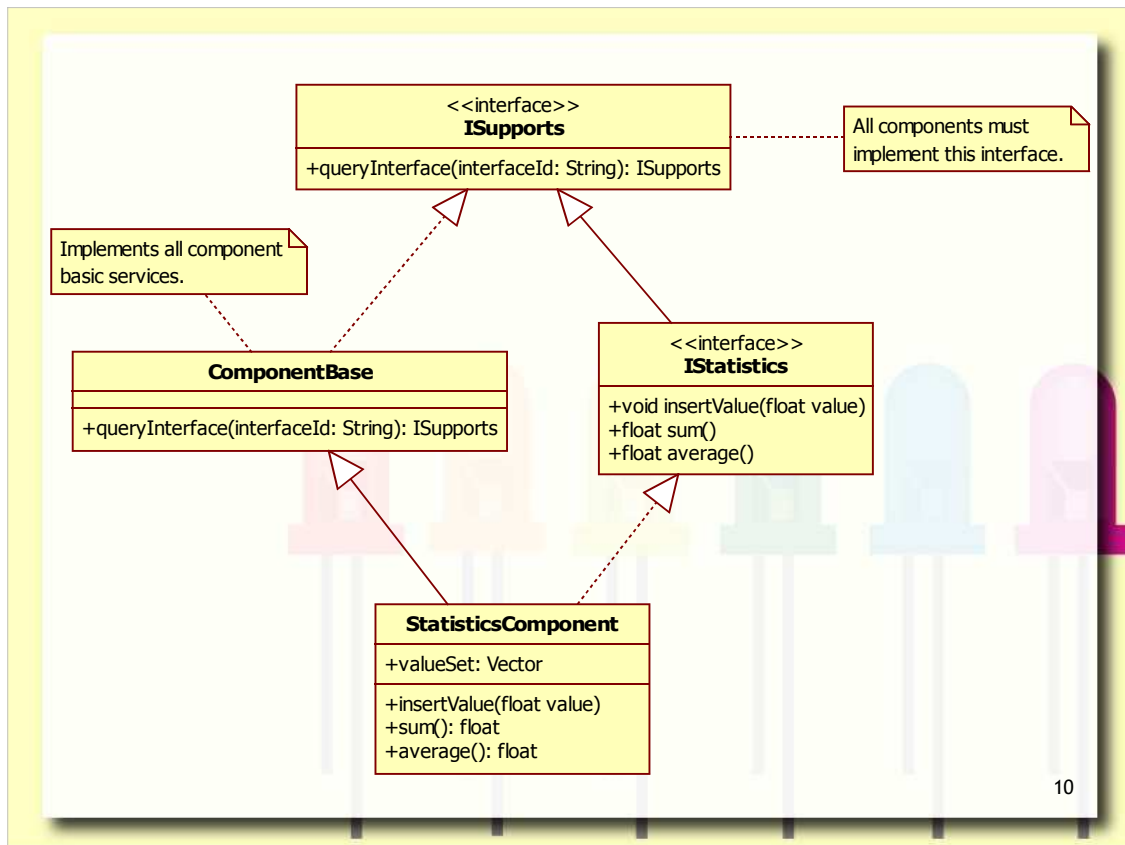 <<interface>>
ISupports
+queryInterface(interfaceId: String): ISupports
All components must
implement this interface.
Implements all component
basic services.
ComponentBase
+queryInterface(interfaceId: String): ISupports
<<interface>>
IStatistics
+void insertValue(float value)
+float sum()
+float average()
StatisticsComponent
+valueSet: Vector
+insertValue(float value)
+sum(): float
+average(): float
10